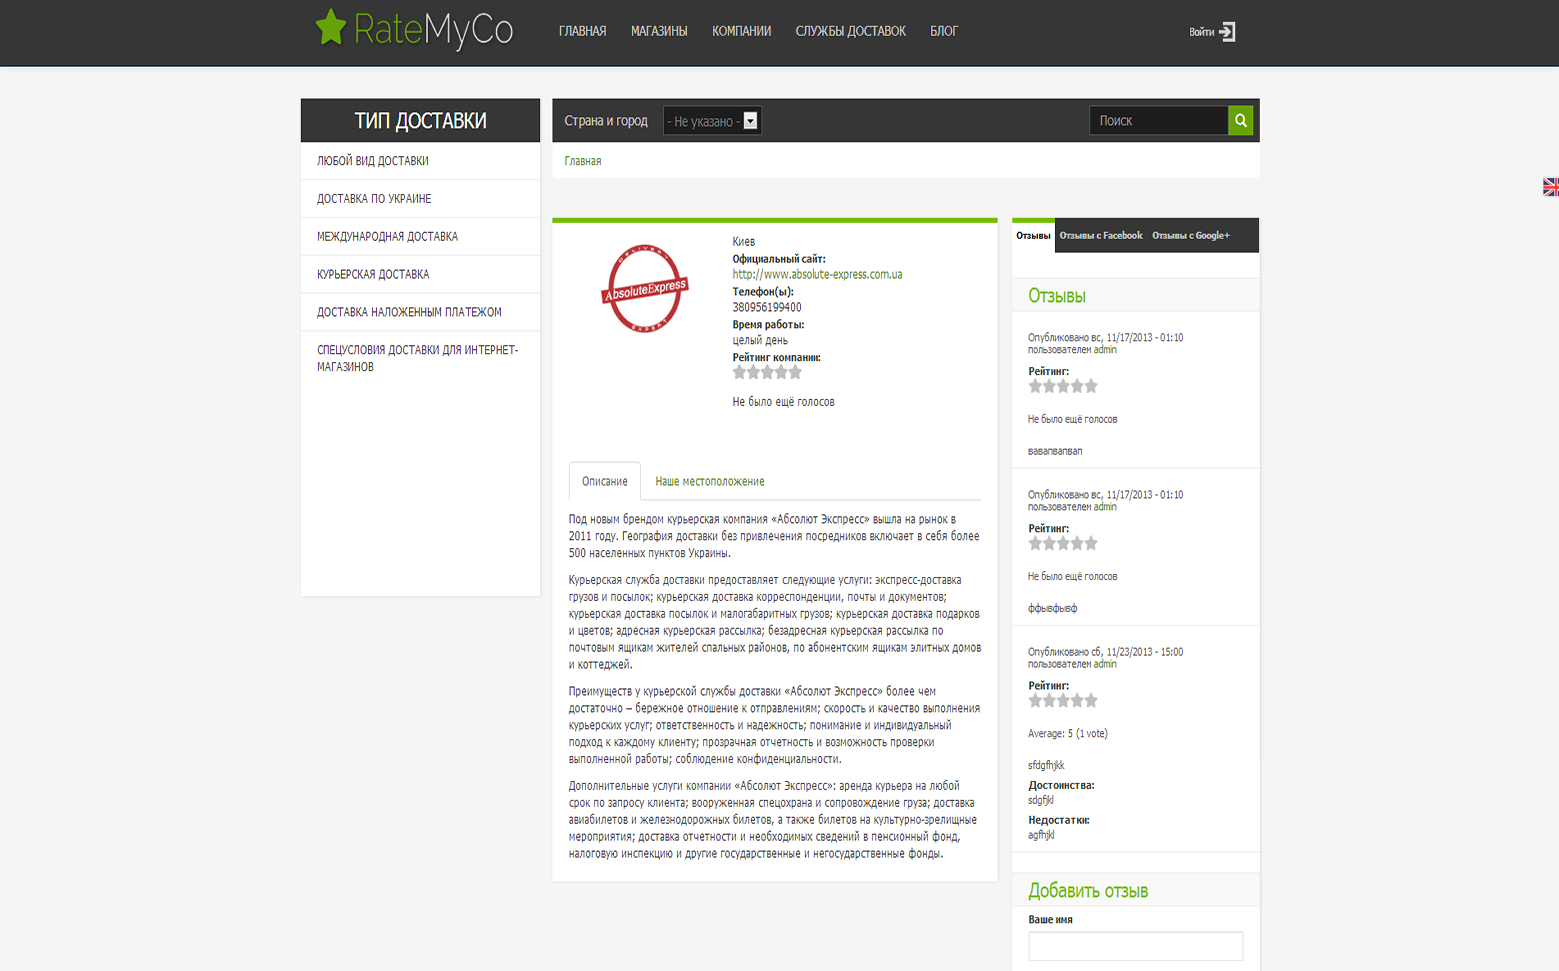 RateMyCo
ГЛАВНАЯ
МАГАЗИНЫ
КОМПАНИИ
СЛУЖБЫ ДОСТАВОК
БЛОГ
Войти
ТИП ДОСТАВКИ
ЛЮБОЙ ВИД ДОСТАВКИ
ДОСТАВКА ПО УКРАИНЕ
МЕЖДУНАРОДНАЯ ДОСТАВКА
КУРЬЕРСКАЯ ДОСТАВКА
ДОСТАВКА НАЛОЖЕННЫМ ПЛАТЕЖОМ
СПЕЦУСЛОВИЯ ДОСТАВКИ ДЛЯ ИНТЕРНЕТ-
МАГАЗИНОВ
Страна и город
- Не указано -
Поиск
Главная
DELIVERY
AbsoluteExpress
EXPERT
Киев
Официальный сайт:
http://www.absolute-express.com.ua
Телефон(ы):
380956199400
Время работы:
целый день
Рейтинг компании:
Не было ещё голосов
Описание
Наше местоположение
Под новым брендом курьерская компания «Абсолют Экспресс» вышла на рынок в
2011 году. География доставки без привлечения посредников включает в себя более
500 населенных пунктов Украины.
Курьерская служба доставки предоставляет следующие услуги: экспресс-доставка
грузов и посылок; курьерская доставка корреспонденции, почты и документов;
курьерская доставка посылок и малогабаритных грузов; курьерская доставка подарков
и цветов; адресная курьерская рассылка; безадресная курьерская рассылка по
почтовым ящикам жителей спальных районов, по абонентским ящикам элитных домов
и коттеджей.
Преимуществ у курьерской службы доставки «Абсолют Экспресс» более чем
достаточно – бережное отношение к отправлениям; скорость и качество выполнения
курьерских услуг; ответственность и надежность; понимание и индивидуальный
подход к каждому клиенту; прозрачная отчетность и возможность проверки
выполненной работы; соблюдение конфиденциальности.
Дополнительные услуги компании «Абсолют Экспресс»: аренда курьера на любой
срок по запросу клиента; вооруженная спецохрана и сопровождение груза; доставка
авиабилетов и железнодорожных билетов, а также билетов на культурно-зрелищные
мероприятия; доставка отчетности и необходимых сведений в пенсионный фонд,
налоговую инспекцию и другие государственные и негосударственные фонды.
Отзывы
Отзывы с Facebook
Отзывы с Google+
Отзывы
Опубликовано вс, 11/17/2013 - 01:10
пользователем admin
Рейтинг:
Не было ещё голосов
вавапвапвап
Опубликовано вс, 11/17/2013 - 01:10
пользователем admin
Рейтинг:
Не было ещё голосов
ффывфывф
Опубликовано сб, 11/23/2013 - 15:00
пользователем admin
Рейтинг:
Average: 5 (1 vote)
sfdgfhjkk
Достоинства:
sdgfjkl
Недостатки:
agfhjkl
Добавить отзыв
Ваше имя